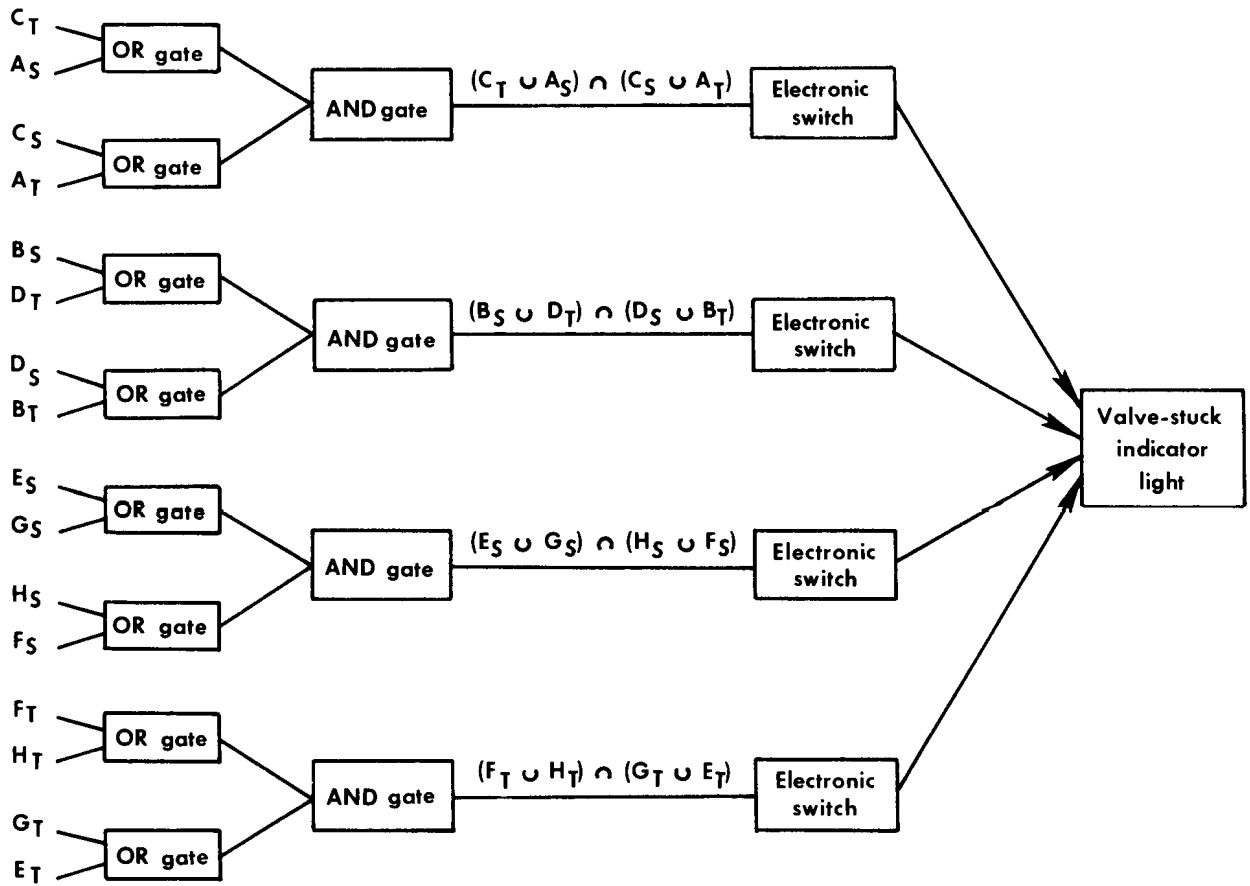 C_T
A_S
OR gate
C_S
A_T
OR gate
AND gate
(C_T ∪ A_S) ∩ (C_S ∪ A_T)
Electronic
switch
B_S
D_T
OR gate
D_S
B_T
OR gate
AND gate
(B_S ∪ D_T) ∩ (D_S ∪ B_T)
Electronic
switch
E_S
G_S
OR gate
H_S
F_S
OR gate
AND gate
(E_S ∪ G_S) ∩ (H_S ∪ F_S)
Electronic
switch
F_T
H_T
OR gate
G_T
E_T
OR gate
AND gate
(F_T ∪ H_T) ∩ (G_T ∪ E_T)
Electronic
switch
Valve-stuck
indicator
light